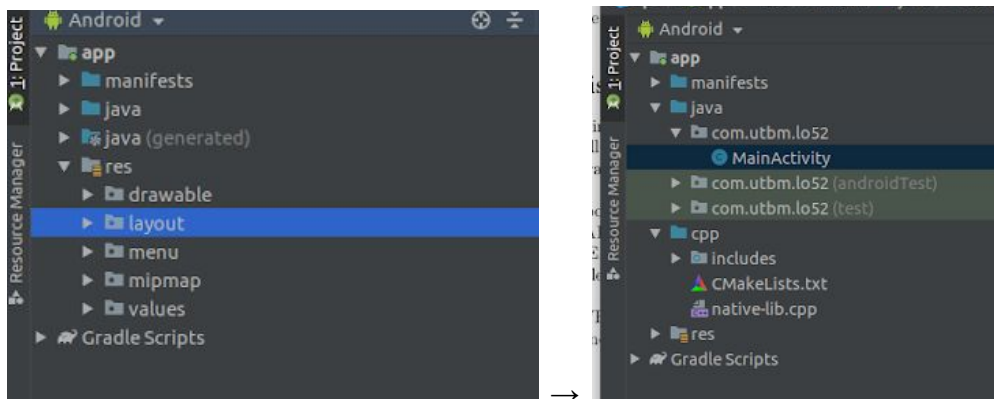 Android
1: Project
Resource Manager
app
manifests
java
java (generated)
res
drawable
layout
menu
mipmap
values
Gradle Scripts
→
Android
1: Project
Resource Manager
app
manifests
java
com.utbm.lo52
MainActivity
com.utbm.lo52 (androidTest)
com.utbm.lo52 (test)
cpp
includes
CMakeLists.txt
native-lib.cpp
res
Gradle Scripts